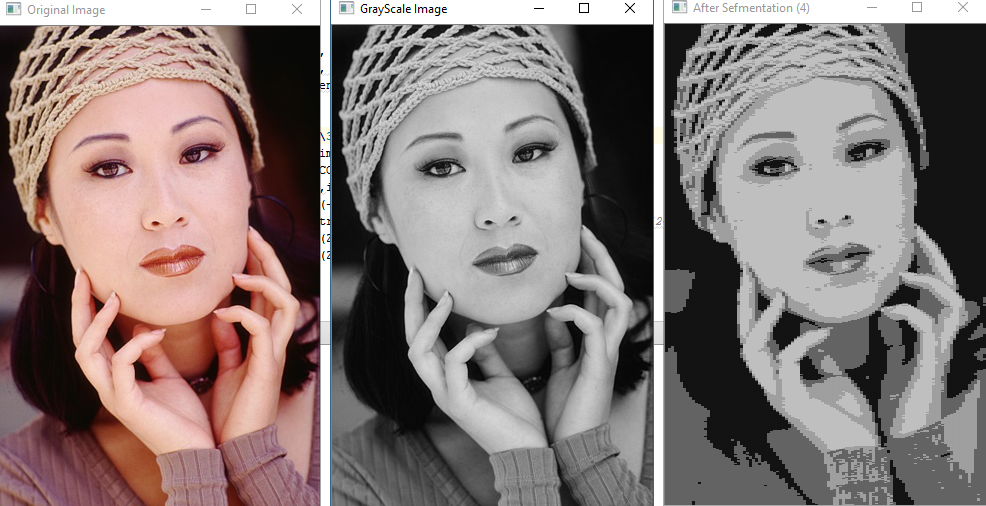 Original Image
GrayScale Image
After Sefmentation (4)